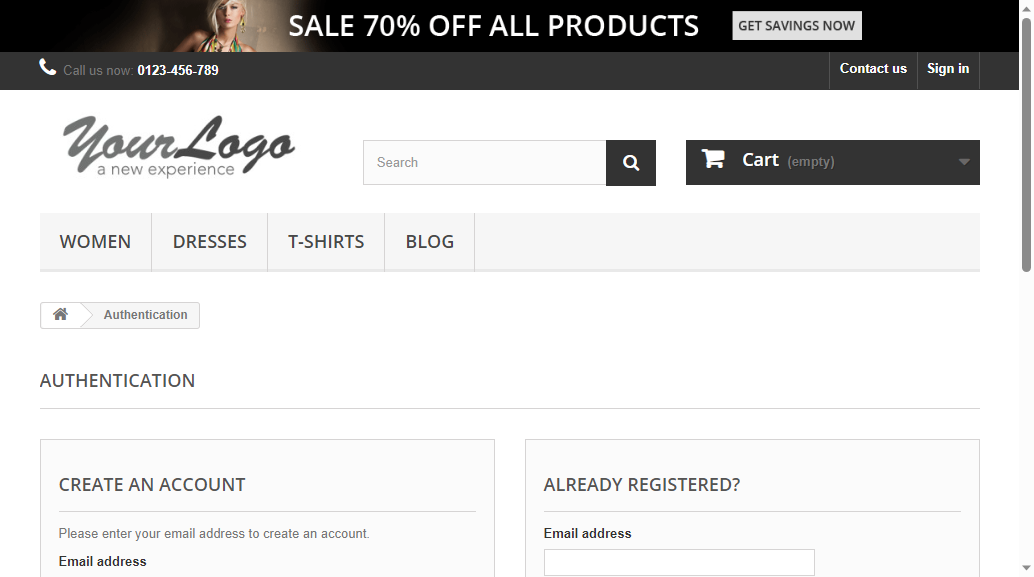 SALE 70% OFF ALL PRODUCTS GET SAVINGS NOW
Call us now: 0123-456-789 Contact us Sign in
YourLogo
a new experience
Search
Cart (empty)
WOMEN DRESSES T-SHIRTS BLOG
Authentication
AUTHENTICATION
CREATE AN ACCOUNT
Please enter your email address to create an account.
Email address
ALREADY REGISTERED?
Email address